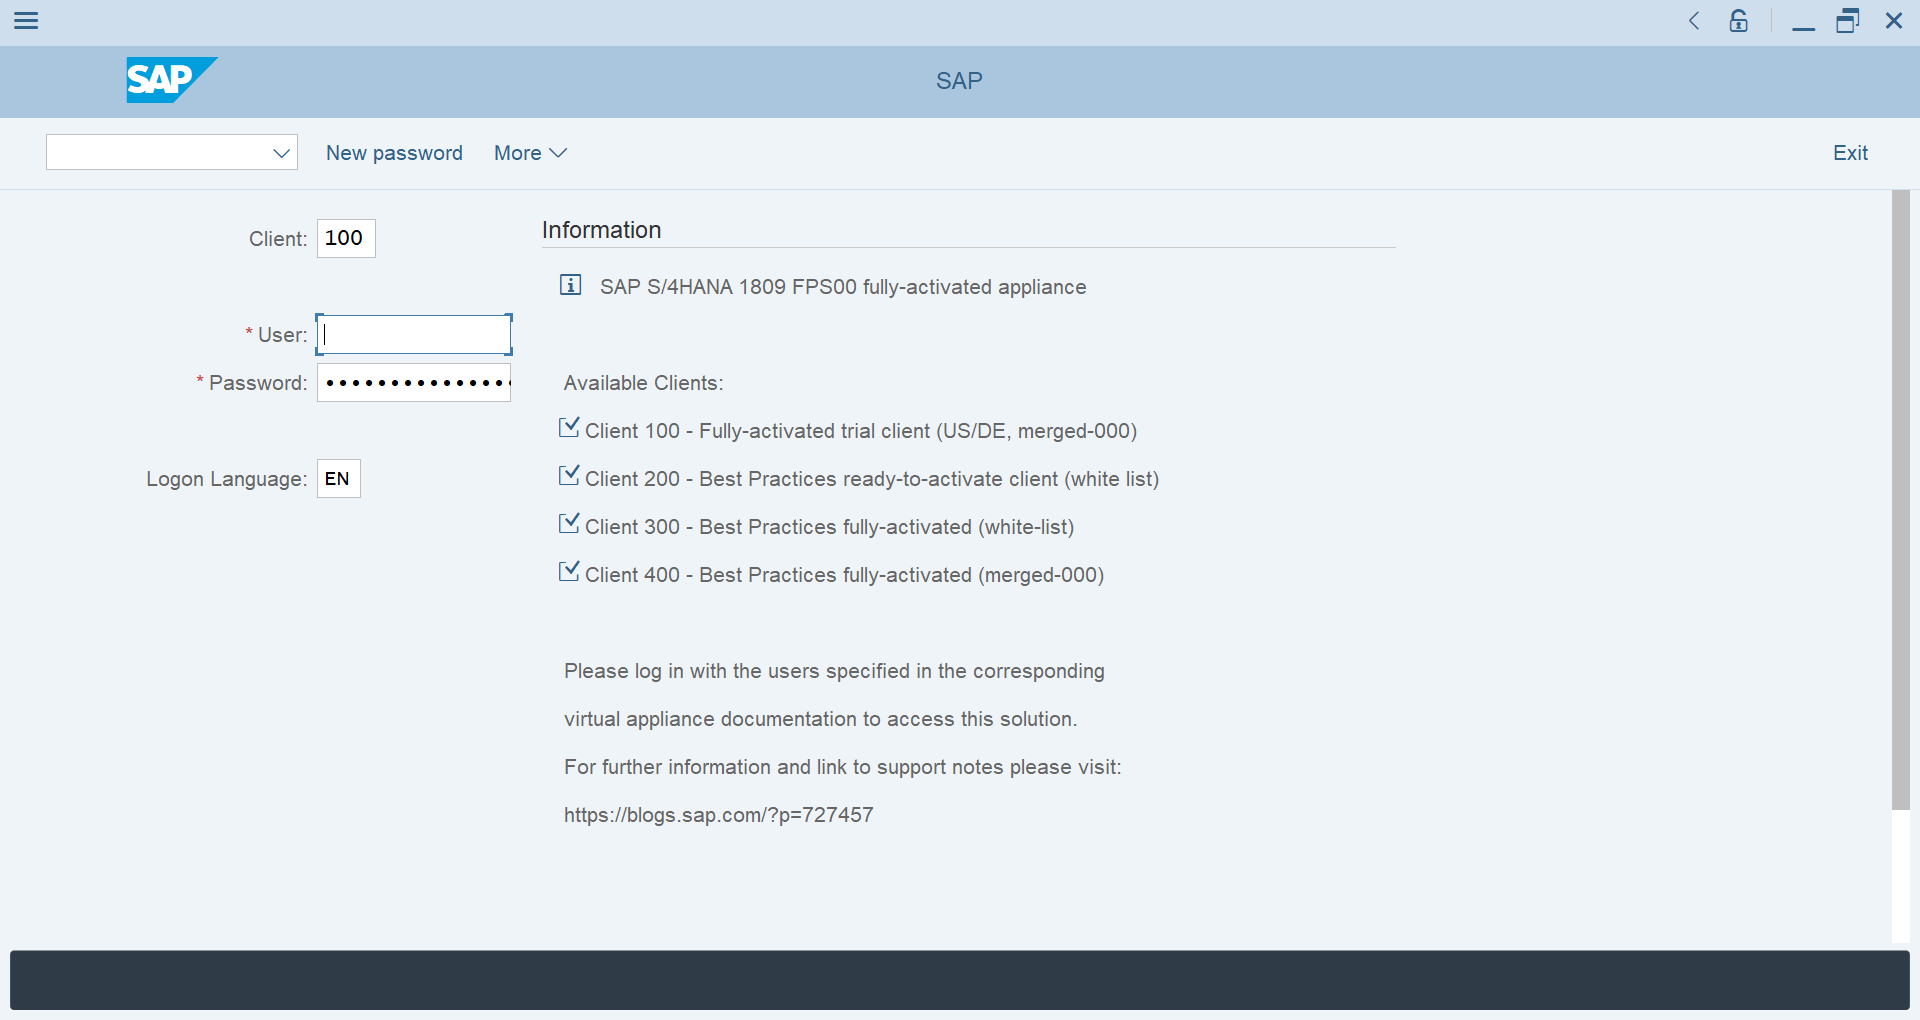 SAP
SAP
New password
More
Exit
Client: 100
* User:
* Password: ••••••••••••••
Logon Language: EN
Information
SAP S/4HANA 1809 FPS00 fully-activated appliance
Available Clients:
Client 100 - Fully-activated trial client (US/DE, merged-000)
Client 200 - Best Practices ready-to-activate client (white list)
Client 300 - Best Practices fully-activated (white-list)
Client 400 - Best Practices fully-activated (merged-000)
Please log in with the users specified in the corresponding
virtual appliance documentation to access this solution.
For further information and link to support notes please visit:
https://blogs.sap.com/?p=727457